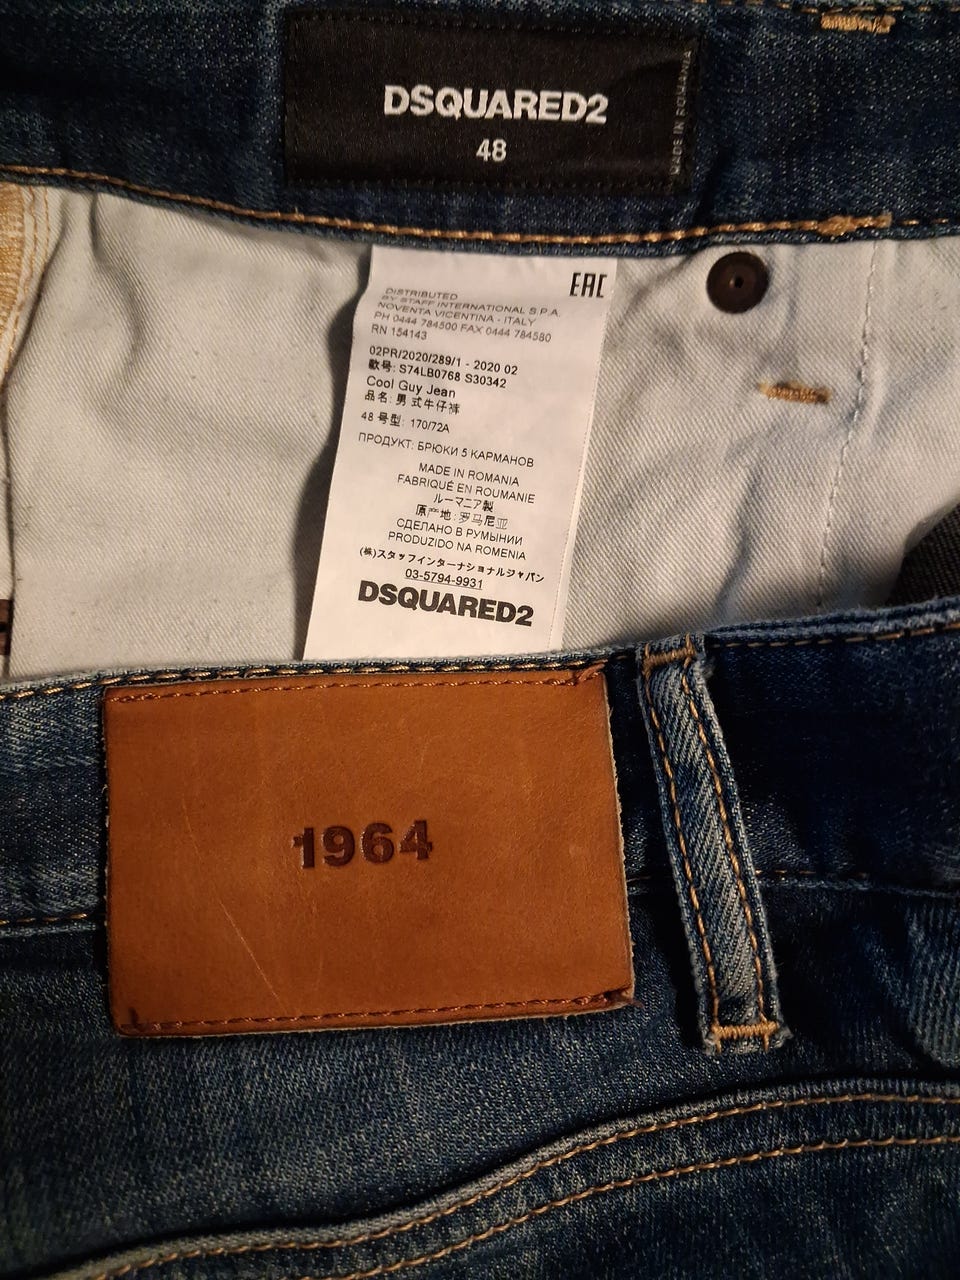 DSQUARED2
48
MADE IN ROMANIA
EAC
DISTRIBUTED
BY STAFF INTERNATIONAL S.P.A.
NOVENTA VICENTINA - ITALY
PH 0444 784500 FAX 0444 784580
RN 154143
02PR/2020/289/1 - 2020 02
款号: S74LB0768 S30342
Cool Guy Jean
品名: 男式牛仔裤
48 号型: 170/72A
ПРОДУКТ: БРЮКИ 5 КАРМАНОВ
MADE IN ROMANIA
FABRIQUÉ EN ROUMANIE
ルーマニア製
原产地: 罗马尼亚
СДЕЛАНО В РУМЫНИИ
PRODUZIDO NA ROMENIA
(株)スタッフインターナショナルジャパン
03-5794-9931
DSQUARED2
1964